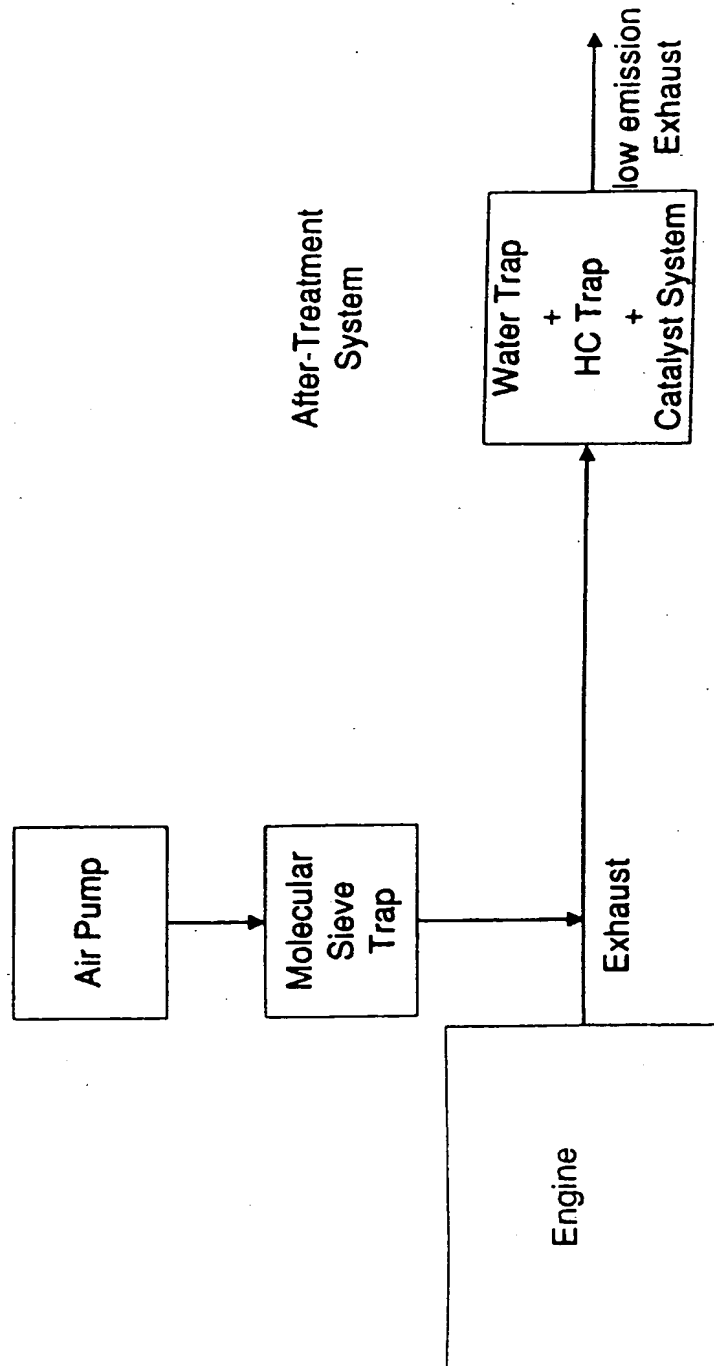 Air Pump
Molecular
Sieve
Trap
After-Treatment
System
Engine
Exhaust
Water Trap
+
HC Trap
+
Catalyst System
low emission
Exhaust